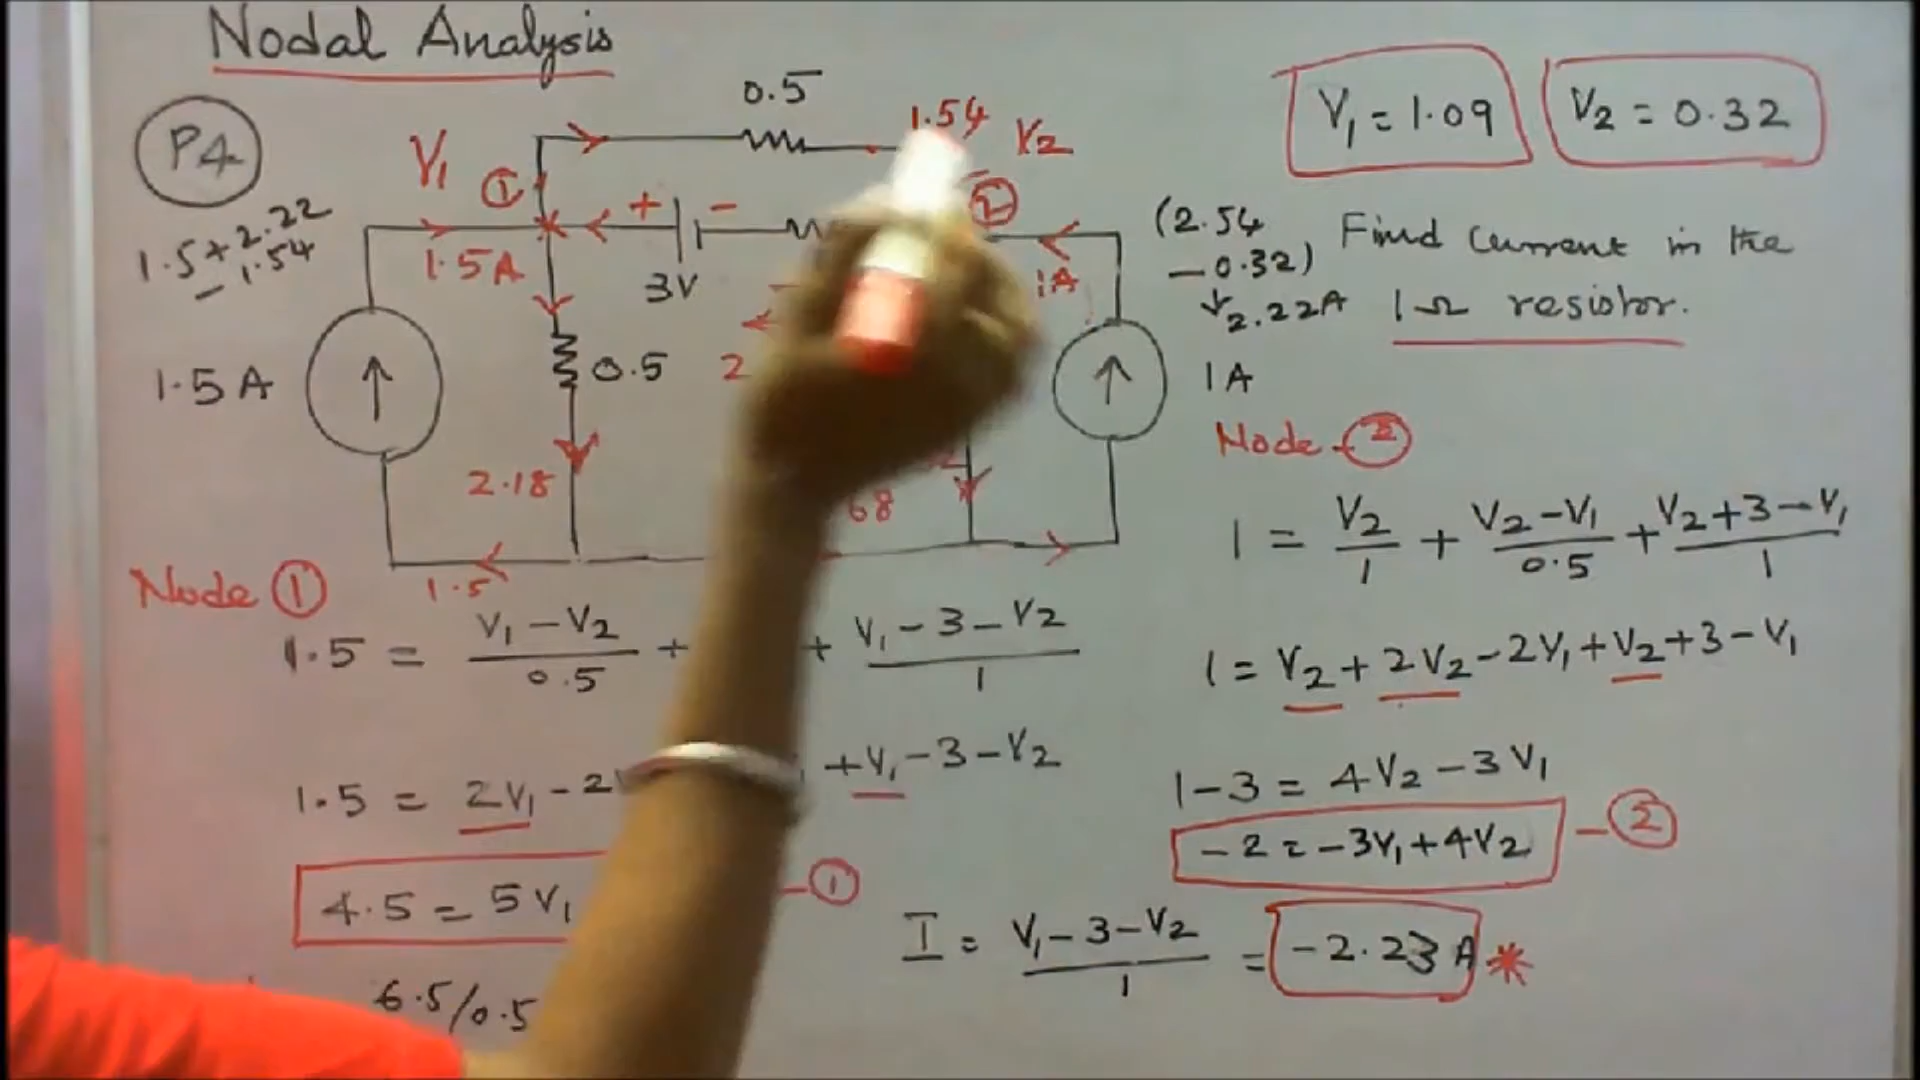 Nodal Analysis
P4
0.5
1.54
V₂
V₁
①
②
V₁ = 1.09
V₂ = 0.32
1.5 + 2.22
- 1.54
1.5A
+
-
3V
1A
(2.54
- 0.32)
↓ 2.22A
Find current in the
1Ω resistor.
1.5 A
↑
0.5
2
↑
1A
2.18
68
1.5
Node ①
1.5 = (V₁ - V₂)/0.5 + + (V₁ - 3 - V₂)/1
1.5 = 2V₁ - 2 + V₁ - 3 - V₂
4.5 = 5V₁ - ①
6.5/0.5
Node - ②
1 = V₂/1 + (V₂ - V₁)/0.5 + (V₂ + 3 - V₁)/1
1 = V₂ + 2V₂ - 2V₁ + V₂ + 3 - V₁
1 - 3 = 4V₂ - 3V₁
-2 = -3V₁ + 4V₂ - ②
I = (V₁ - 3 - V₂)/1 = -2.23 A *